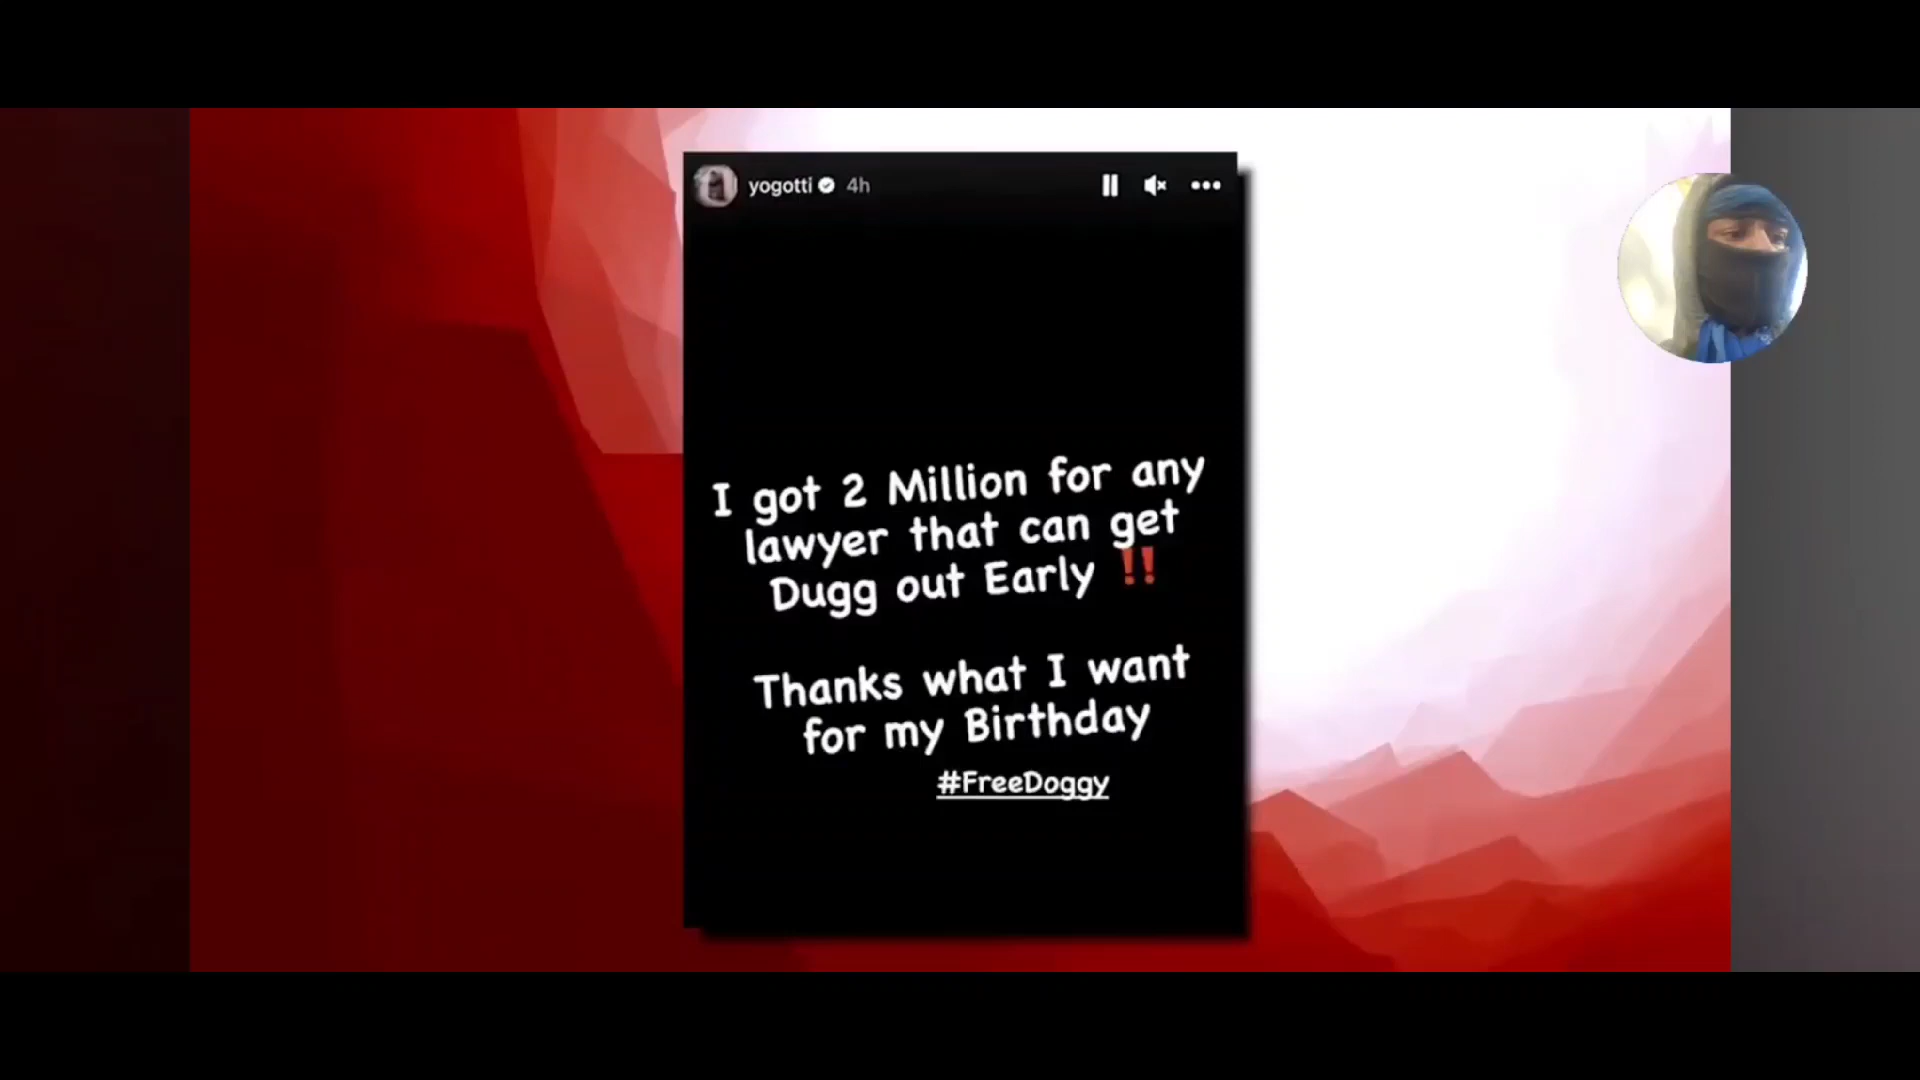 yogotti 4h
I got 2 Million for any
lawyer that can get
Dugg out Early ‼️
Thanks what I want
for my Birthday
#FreeDoggy